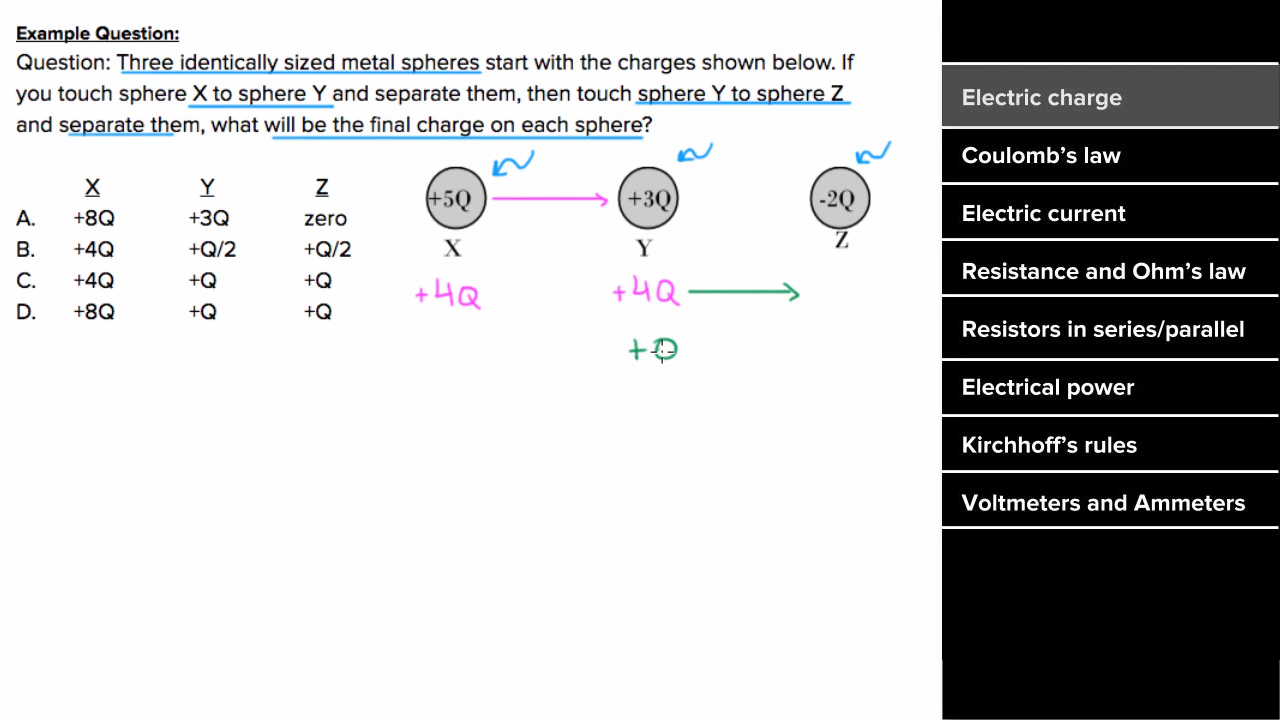 Example Question:
Question: Three identically sized metal spheres start with the charges shown below. If
you touch sphere X to sphere Y and separate them, then touch sphere Y to sphere Z
and separate them, what will be the final charge on each sphere?
X Y Z
A. +8Q +3Q zero
B. +4Q +Q/2 +Q/2
C. +4Q +Q +Q
D. +8Q +Q +Q
+5Q +3Q -2Q
X Y Z
+4Q +4Q
+
Electric charge
Coulomb's law
Electric current
Resistance and Ohm's law
Resistors in series/parallel
Electrical power
Kirchhoff's rules
Voltmeters and Ammeters